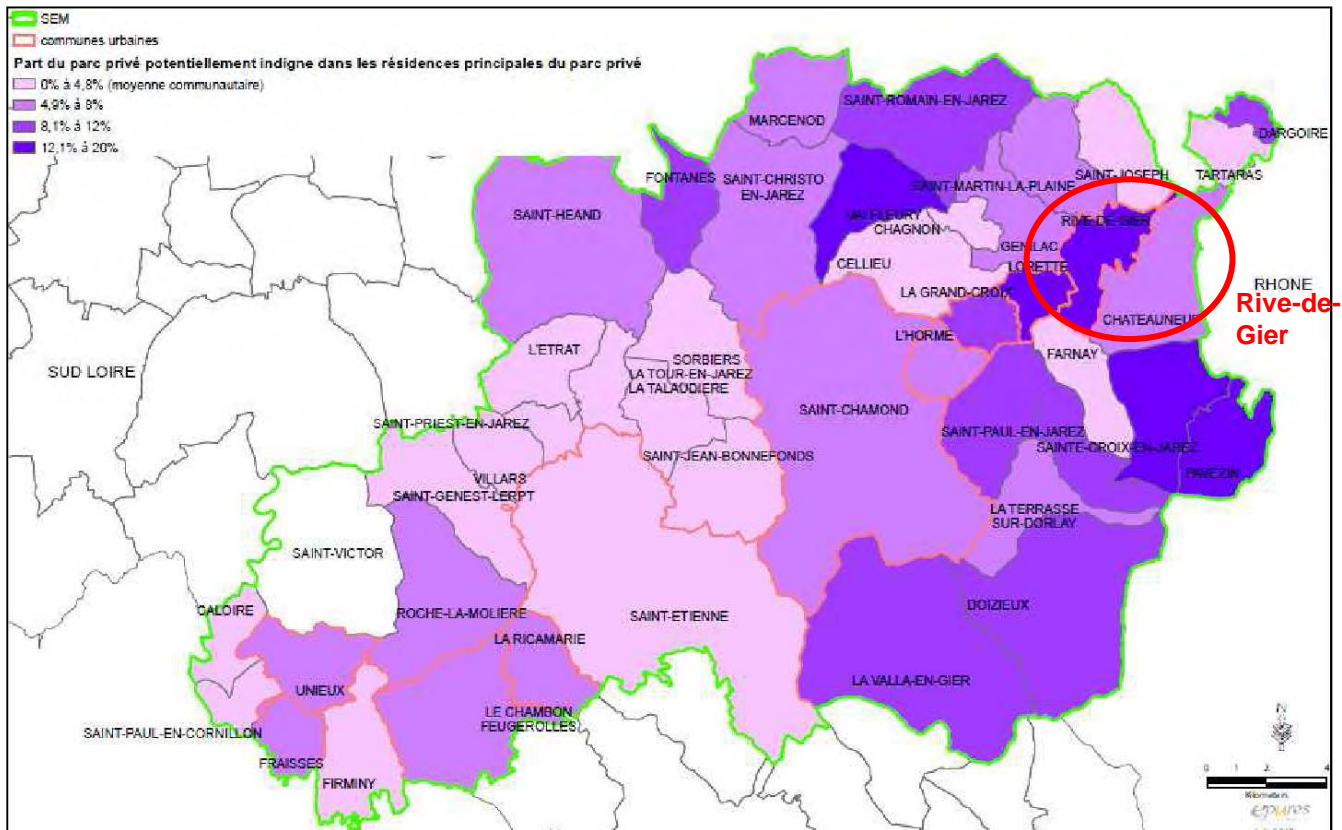 SEM
communes urbaines
Part du parc privé potentiellement indigne dans les résidences principales du parc privé
0% à 4,8% (moyenne communautaire)
4,9% à 8%
8,1% à 12%
12,1% à 20%
SAINT-ROMAIN-EN-JAREZ
MARCENOD
DARGOIRE
FONTANES
SAINT-CHRISTO
EN-JAREZ
SAINT-JOSEPH
TARTARAS
SAINT-MARTIN-LA-PLAINE
SAINT-HEAND
VALFLEURY
CHAGNON
RIVE-DE-GIER
GENILAC
CELLIEU
LORETTE
LA GRAND-CROIX
RHONE
Rive-de-
Gier
CHATEAUNEUF
L'HORME
L'ETRAT
SORBIERS
LA TOUR-EN-JAREZ
LA TALAUDIERE
FARNAY
SUD LOIRE
SAINT-CHAMOND
SAINT-PRIEST-EN-JAREZ
SAINT-PAUL-EN-JAREZ
SAINTE-CROIX-EN-JAREZ
SAINT-JEAN-BONNEFONDS
VILLARS
SAINT-GENEST-LERPT
PAVEZIN
LA TERRASSE
SUR-DORLAY
SAINT-VICTOR
CALOIRE
ROCHE-LA-MOLIERE
SAINT-ETIENNE
DOIZIEUX
LA RICAMARIE
LA VALLA-EN-GIER
UNIEUX
LE CHAMBON
FEUGEROLLES
SAINT-PAUL-EN-CORNILLON
FRAISSES
FIRMINY
N
0 1 2 4
Kilomètres
epures